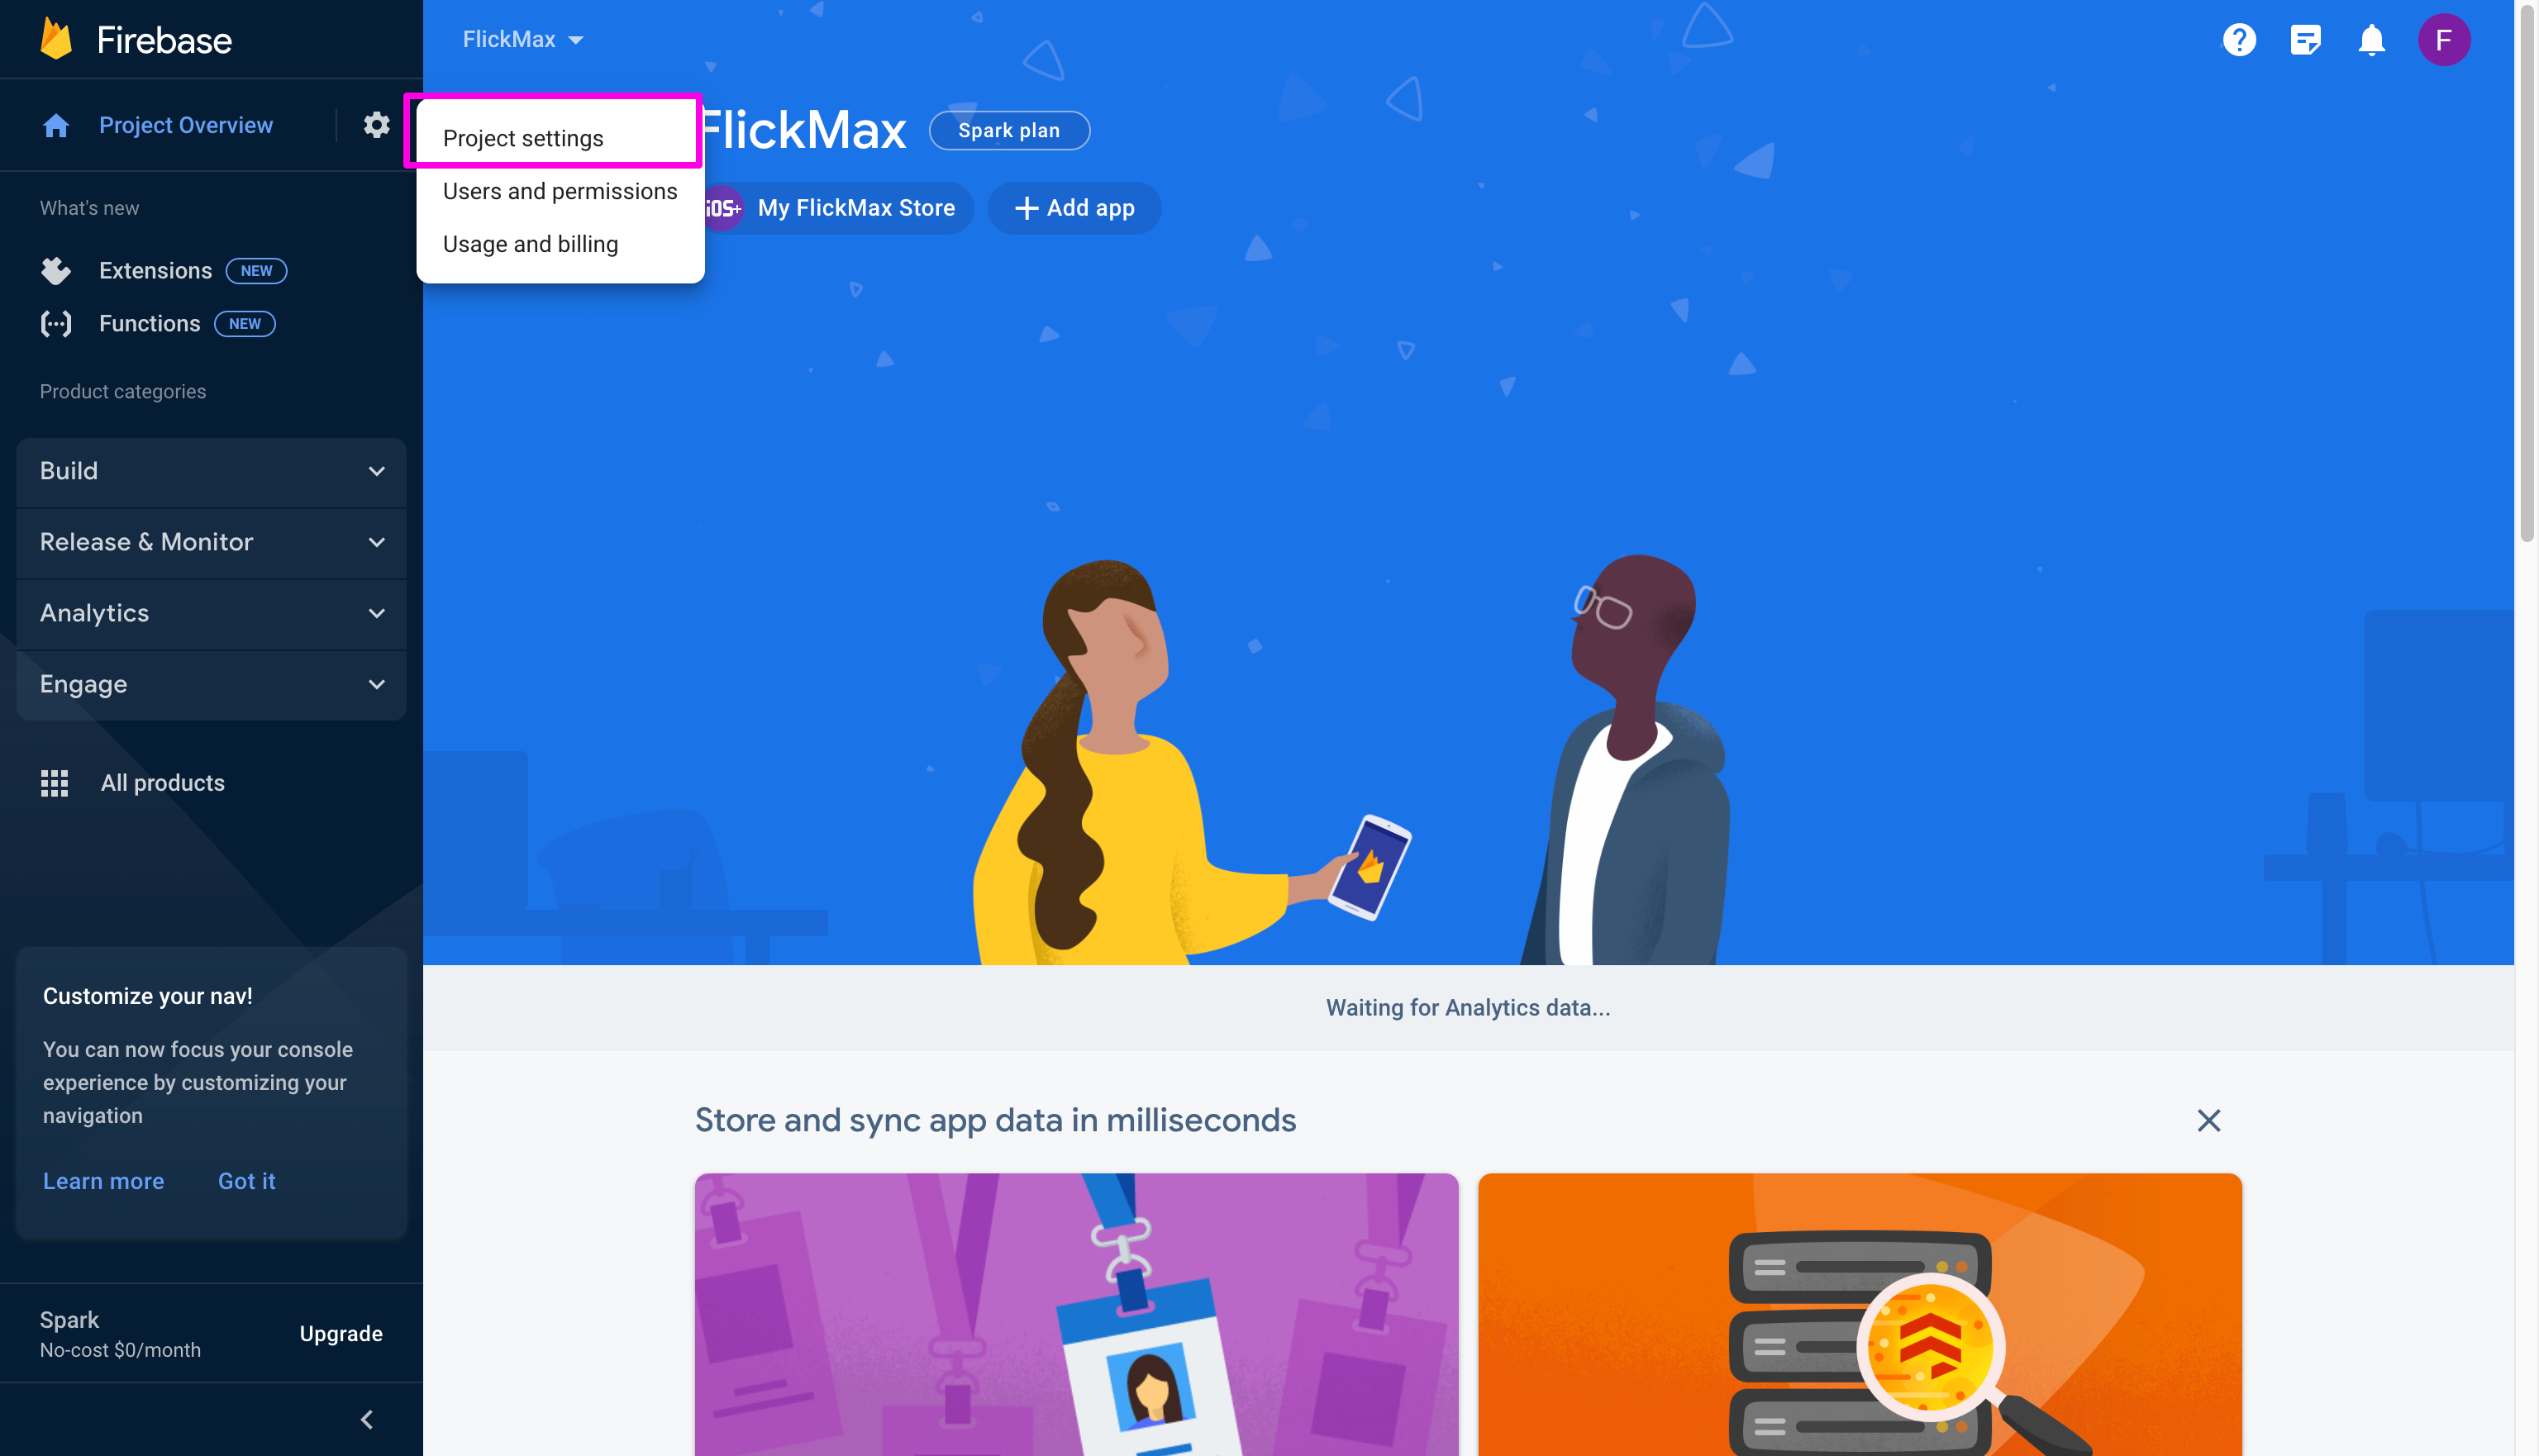 Firebase
FlickMax
?
F
Project Overview
Project settings
Users and permissions
Usage and billing
FlickMax
Spark plan
iOS+ My FlickMax Store
Add app
What's new
Extensions NEW
Functions NEW
Product categories
Build
Release & Monitor
Analytics
Engage
All products
Customize your nav!
You can now focus your console
experience by customizing your
navigation
Learn more Got it
Spark
No-cost $0/month
Upgrade
Waiting for Analytics data...
Store and sync app data in milliseconds